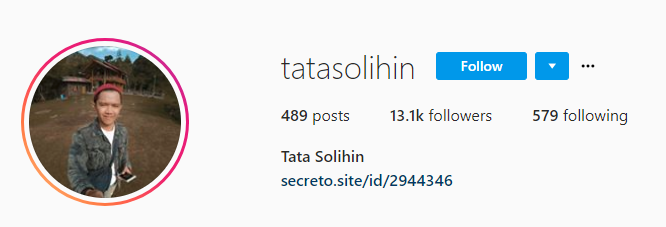 tatasolihin Follow
489 posts 13.1k followers 579 following
Tata Solihin
secreto.site/id/2944346